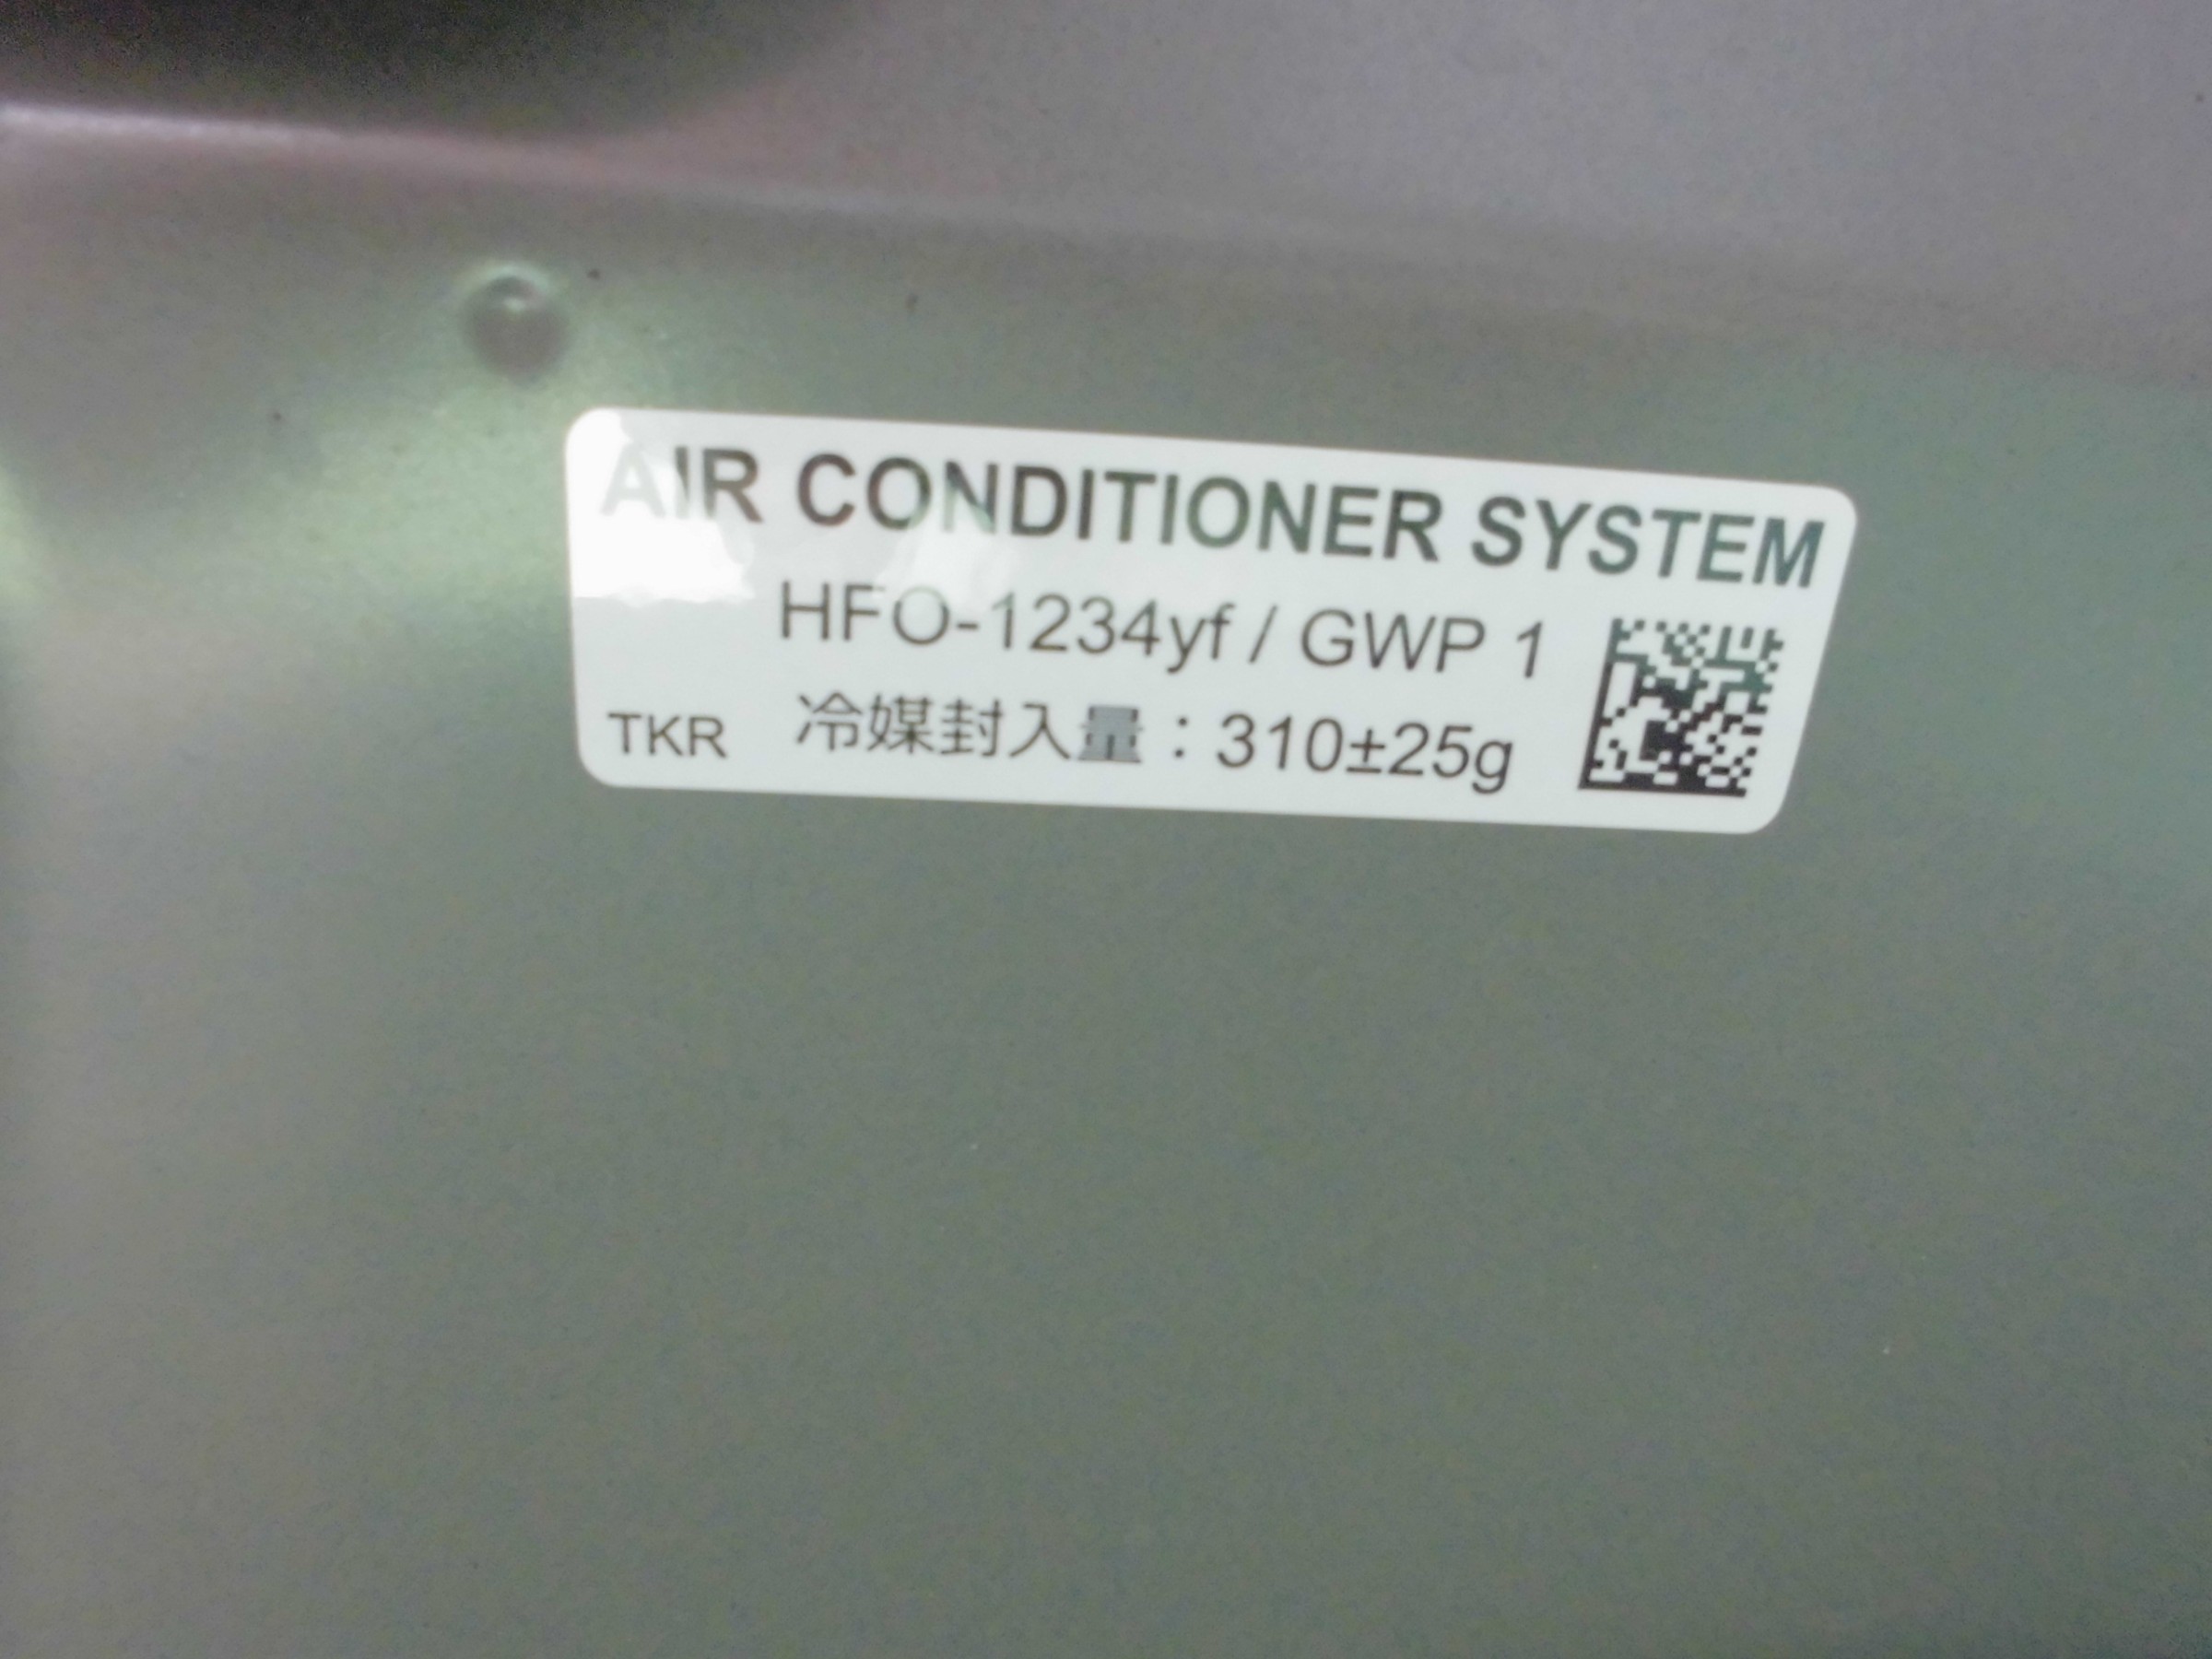 AIR CONDITIONER SYSTEM
HFO-1234yf / GWP 1
TKR 冷媒封入量：310±25g